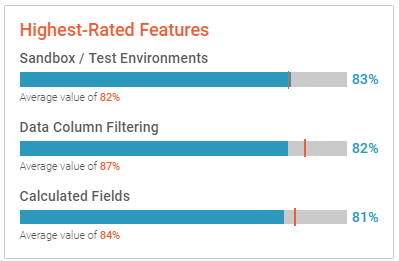 Highest-Rated Features
Sandbox / Test Environments
83%
Average value of 82%
Data Column Filtering
82%
Average value of 87%
Calculated Fields
81%
Average value of 84%